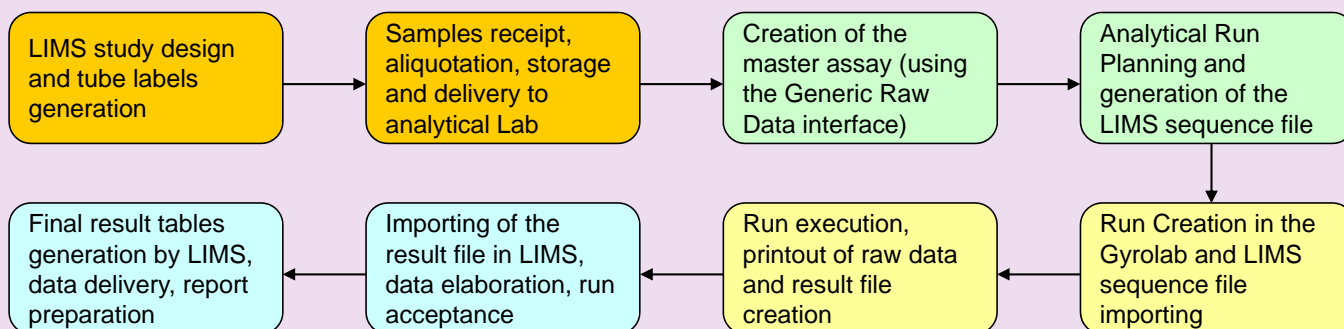 LIMS study design
and tube labels
generation
Samples receipt,
aliquotation, storage
and delivery to
analytical Lab
Creation of the
master assay (using
the Generic Raw
Data interface)
Analytical Run
Planning and
generation of the
LIMS sequence file
Run Creation in the
Gyrolab and LIMS
sequence file
importing
Run execution,
printout of raw data
and result file
creation
Importing of the
result file in LIMS,
data elaboration, run
acceptance
Final result tables
generation by LIMS,
data delivery, report
preparation